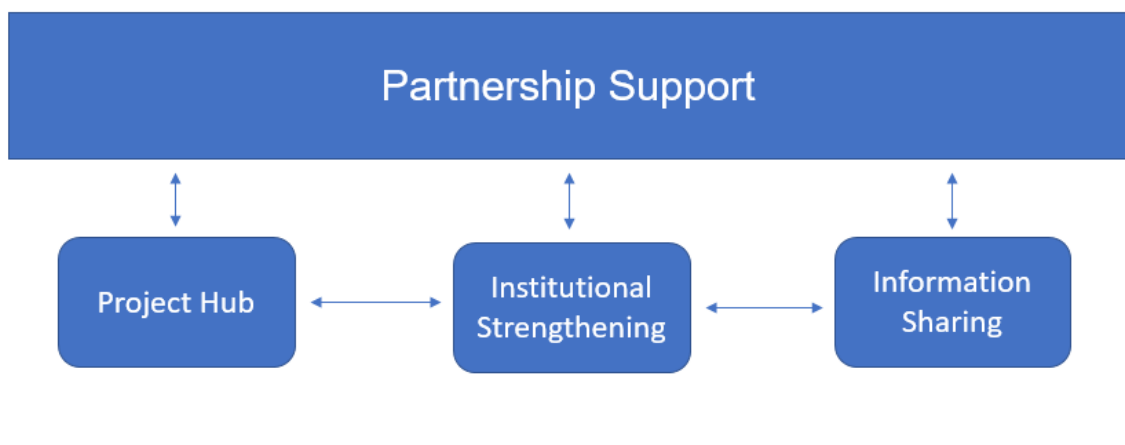 Partnership Support
Project Hub
Institutional
Strengthening
Information
Sharing